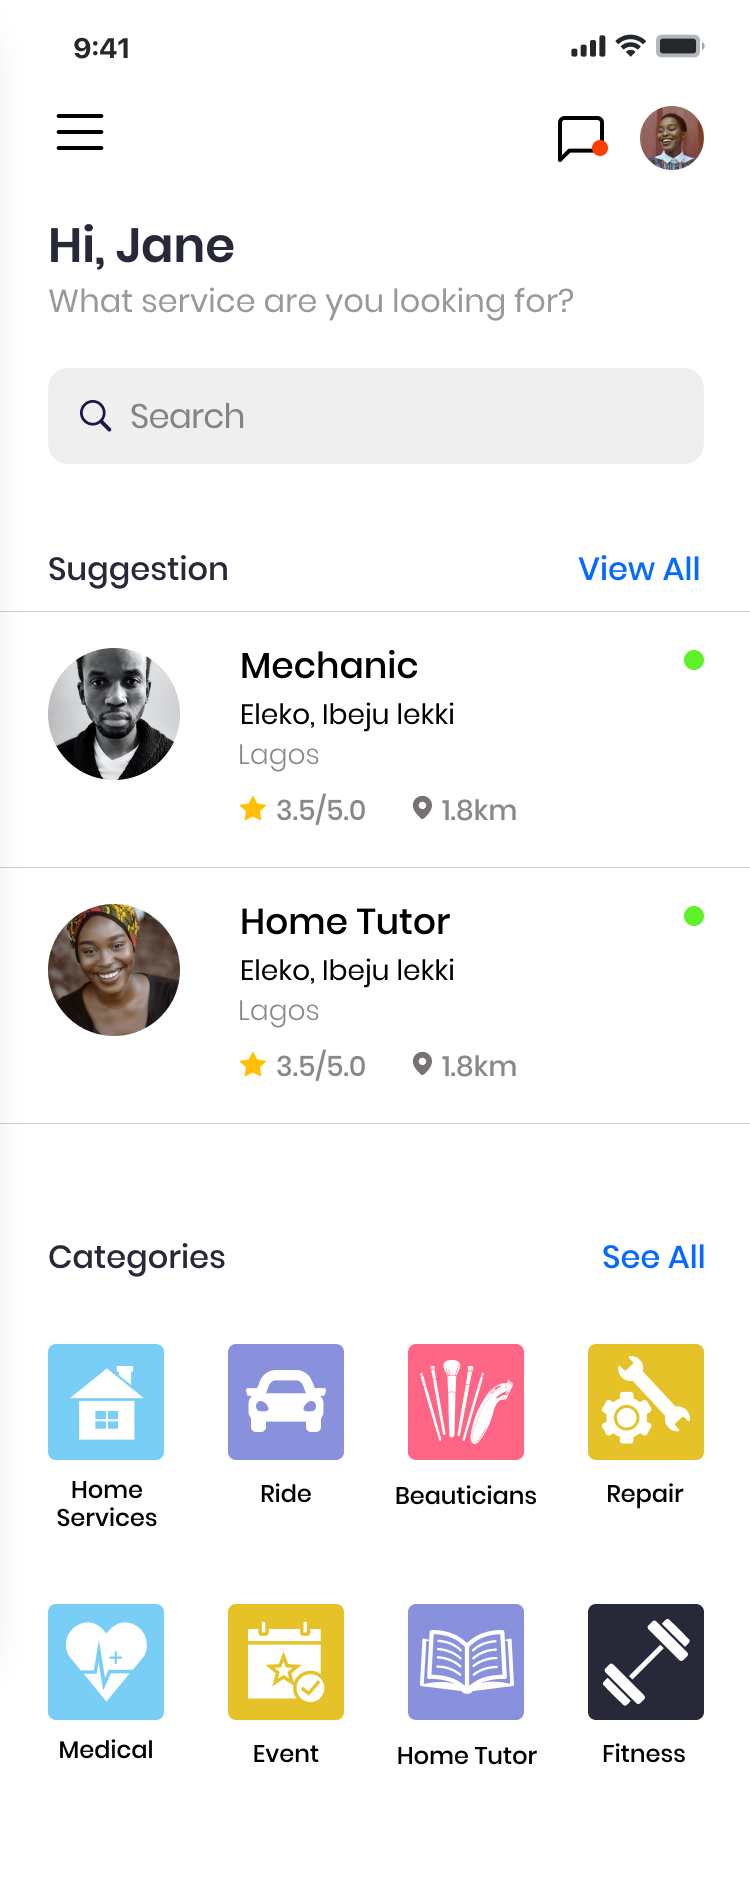 9:41
Hi, Jane
What service are you looking for?
Search
Suggestion View All
Mechanic
Eleko, Ibeju lekki
Lagos
3.5/5.0 1.8km
Home Tutor
Eleko, Ibeju lekki
Lagos
3.5/5.0 1.8km
Categories See All
Home
Services
Ride
Beauticians
Repair
Medical
Event
Home Tutor
Fitness